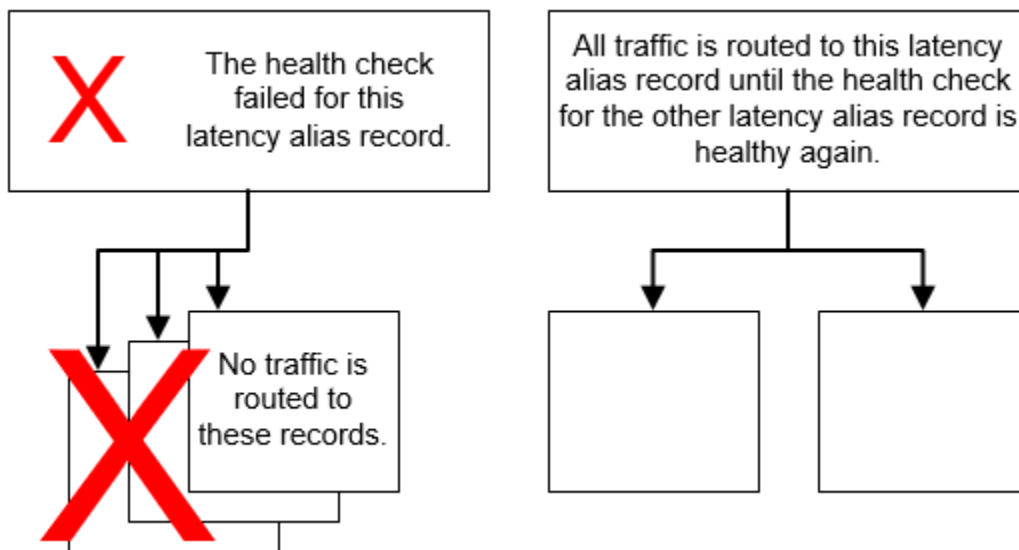 The health check
failed for this
latency alias record.
All traffic is routed to this latency
alias record until the health check
for the other latency alias record is
healthy again.
No traffic is
routed to
these records.